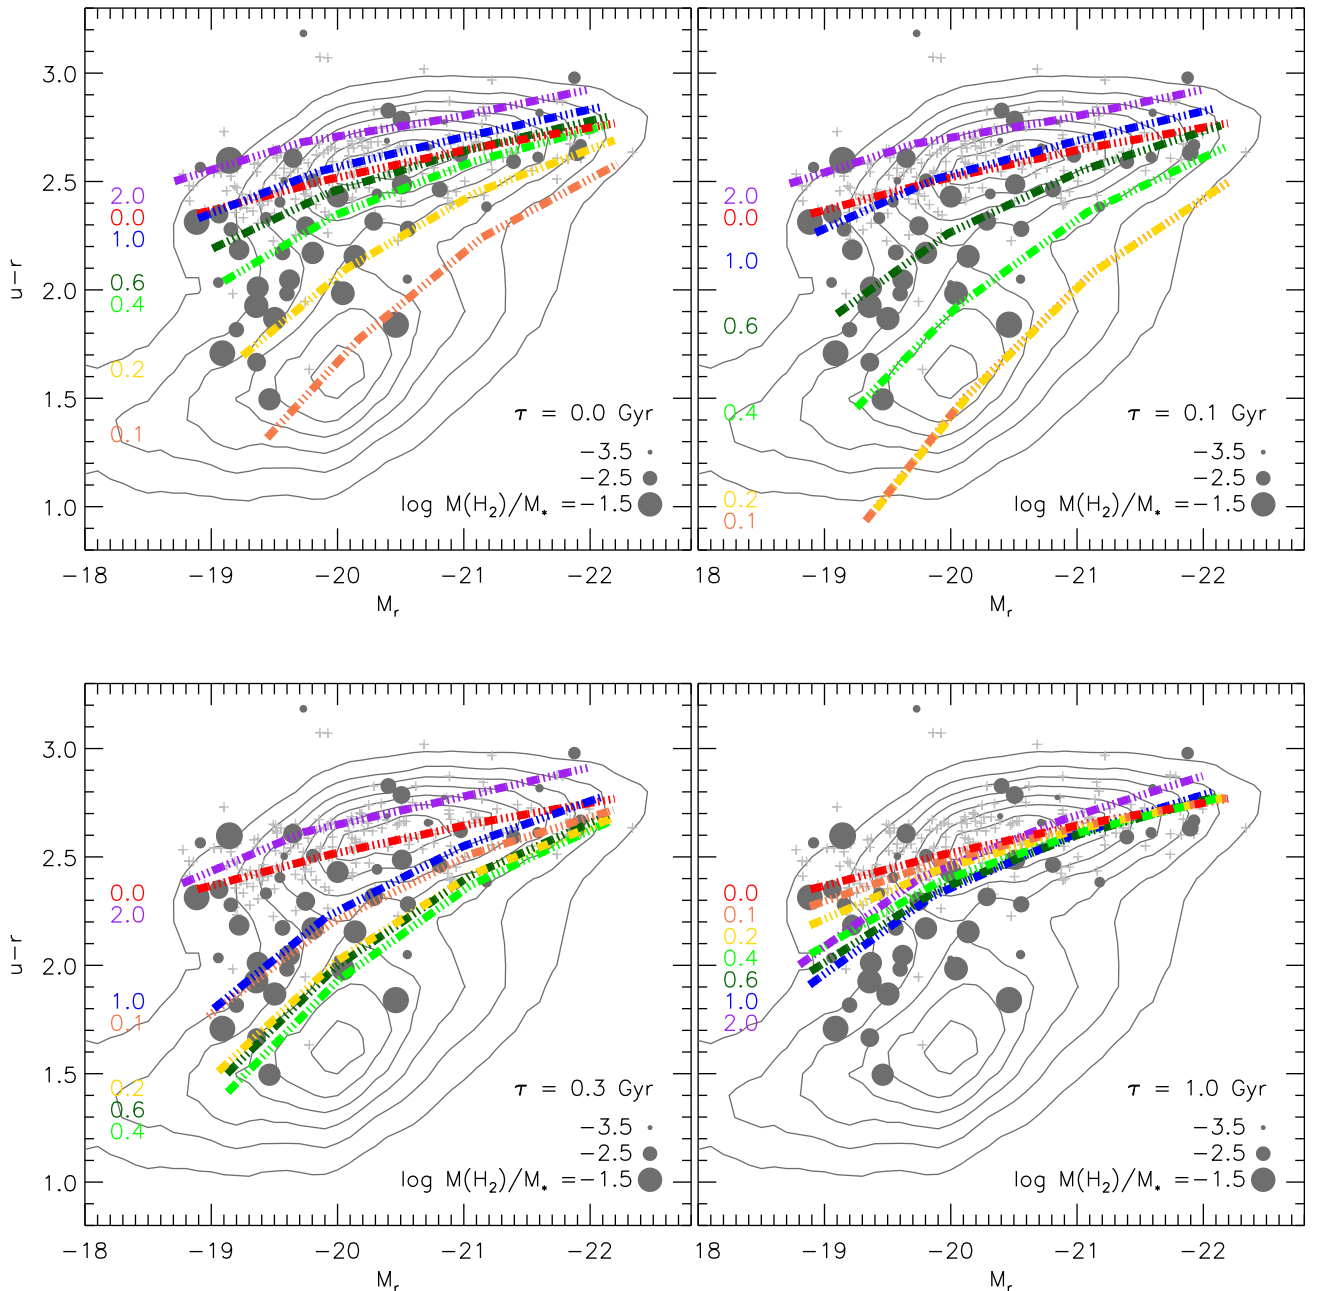 3.0
2.5
2.0
1.5
1.0
u−r
2.0
0.0
1.0
0.6
0.4
0.2
0.1
τ = 0.0 Gyr
−3.5
−2.5
log M(H₂)/M* =−1.5
−18 −19 −20 −21 −22
Mᵣ
2.0
0.0
1.0
0.6
0.4
0.2
0.1
τ = 0.1 Gyr
−3.5
−2.5
log M(H₂)/M* =−1.5
18 −19 −20 −21 −22
Mᵣ
3.0
2.5
2.0
1.5
1.0
u−r
0.0
2.0
1.0
0.1
0.2
0.6
0.4
τ = 0.3 Gyr
−3.5
−2.5
log M(H₂)/M* =−1.5
−18 −19 −20 −21 −22
Mᵣ
0.0
0.1
0.2
0.4
0.6
1.0
2.0
τ = 1.0 Gyr
−3.5
−2.5
log M(H₂)/M* =−1.5
18 −19 −20 −21 −22
Mᵣ